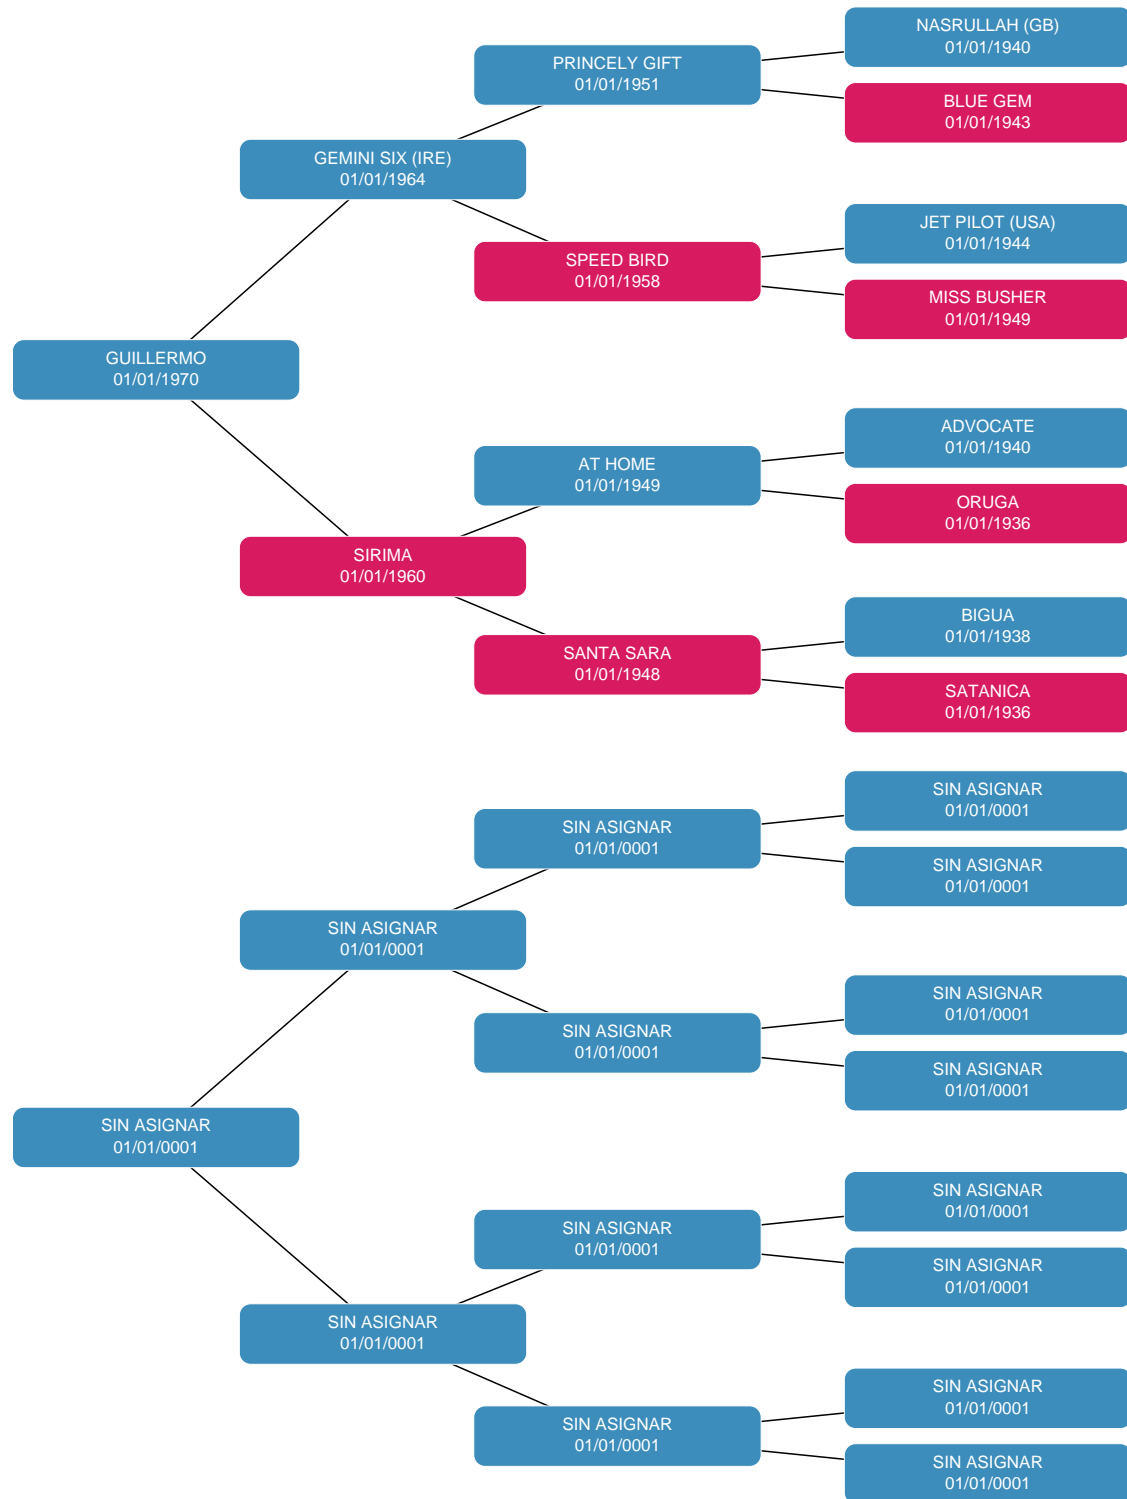 NASRULLAH (GB)
01/01/1940
PRINCELY GIFT
01/01/1951
BLUE GEM
01/01/1943
GEMINI SIX (IRE)
01/01/1964
JET PILOT (USA)
01/01/1944
SPEED BIRD
01/01/1958
MISS BUSHER
01/01/1949
GUILLERMO
01/01/1970
ADVOCATE
01/01/1940
AT HOME
01/01/1949
ORUGA
01/01/1936
SIRIMA
01/01/1960
BIGUA
01/01/1938
SANTA SARA
01/01/1948
SATANICA
01/01/1936
SIN ASIGNAR
01/01/0001
SIN ASIGNAR
01/01/0001
SIN ASIGNAR
01/01/0001
SIN ASIGNAR
01/01/0001
SIN ASIGNAR
01/01/0001
SIN ASIGNAR
01/01/0001
SIN ASIGNAR
01/01/0001
SIN ASIGNAR
01/01/0001
SIN ASIGNAR
01/01/0001
SIN ASIGNAR
01/01/0001
SIN ASIGNAR
01/01/0001
SIN ASIGNAR
01/01/0001
SIN ASIGNAR
01/01/0001
SIN ASIGNAR
01/01/0001
SIN ASIGNAR
01/01/0001